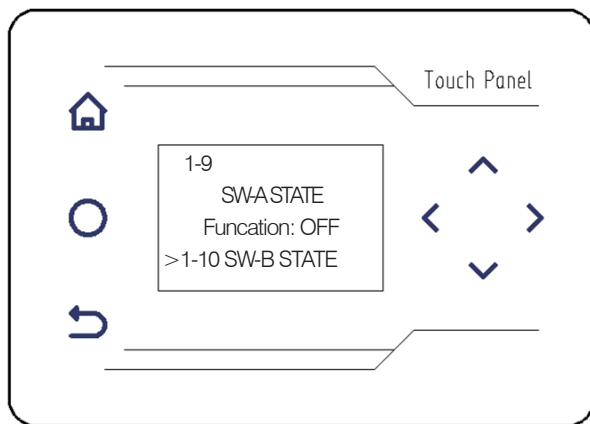 Touch Panel
1-9
SW-A STATE
Funcation: OFF
>1-10 SW-B STATE